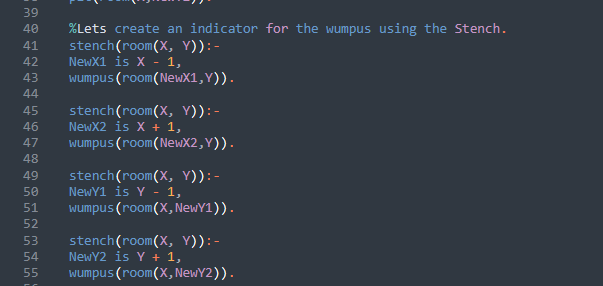 39
40 %Lets create an indicator for the wumpus using the Stench.
41 stench(room(X, Y)):-
42 NewX1 is X - 1,
43 wumpus(room(NewX1,Y)).
44
45 stench(room(X, Y)):-
46 NewX2 is X + 1,
47 wumpus(room(NewX2,Y)).
48
49 stench(room(X, Y)):-
50 NewY1 is Y - 1,
51 wumpus(room(X,NewY1)).
52
53 stench(room(X, Y)):-
54 NewY2 is Y + 1,
55 wumpus(room(X,NewY2)).